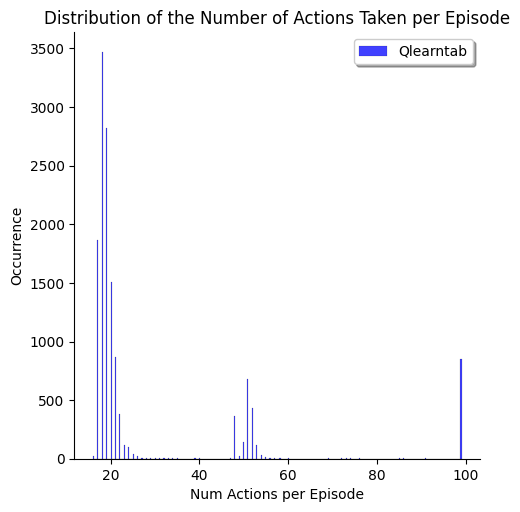 Distribution of the Number of Actions Taken per Episode
Qlearntab
3500
3000
2500
2000
1500
1000
500
0
Occurrence
20 40 60 80 100
Num Actions per Episode